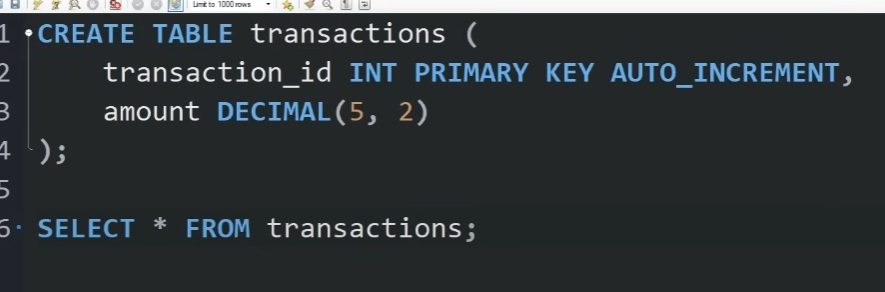 Limit to 1000 rows
1 CREATE TABLE transactions (
2 transaction_id INT PRIMARY KEY AUTO_INCREMENT,
3 amount DECIMAL(5, 2)
4 );
5
6 SELECT * FROM transactions;